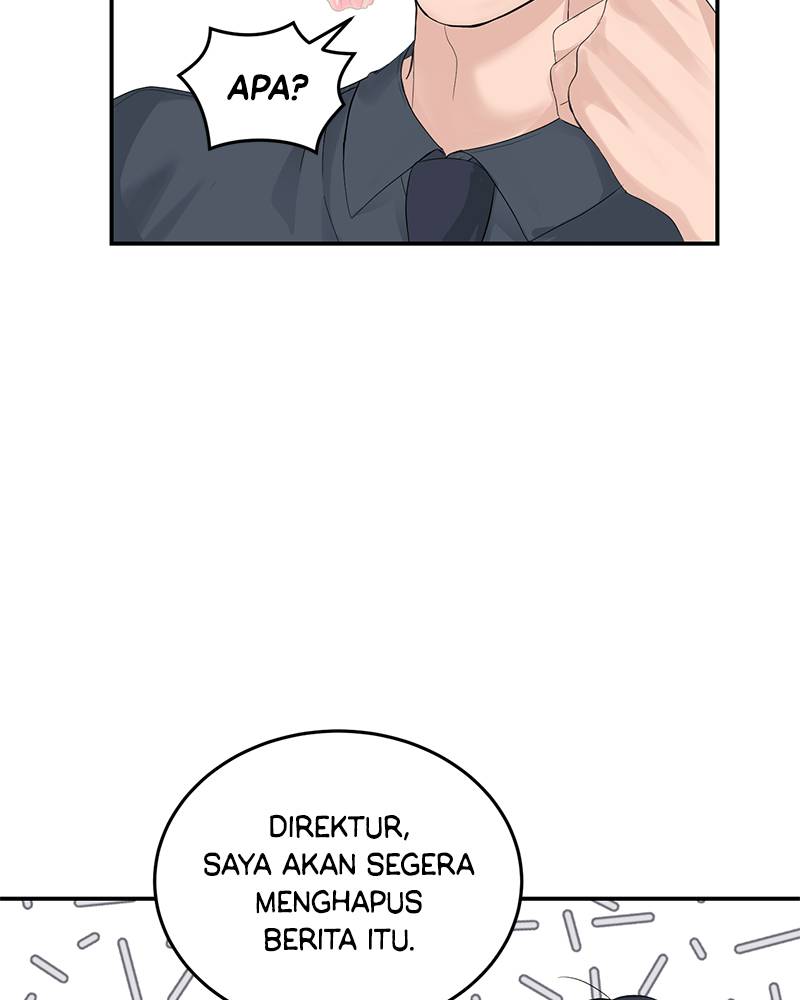 APA?
DIREKTUR,
SAYA AKAN SEGERA
MENGHAPUS
BERITA ITU.